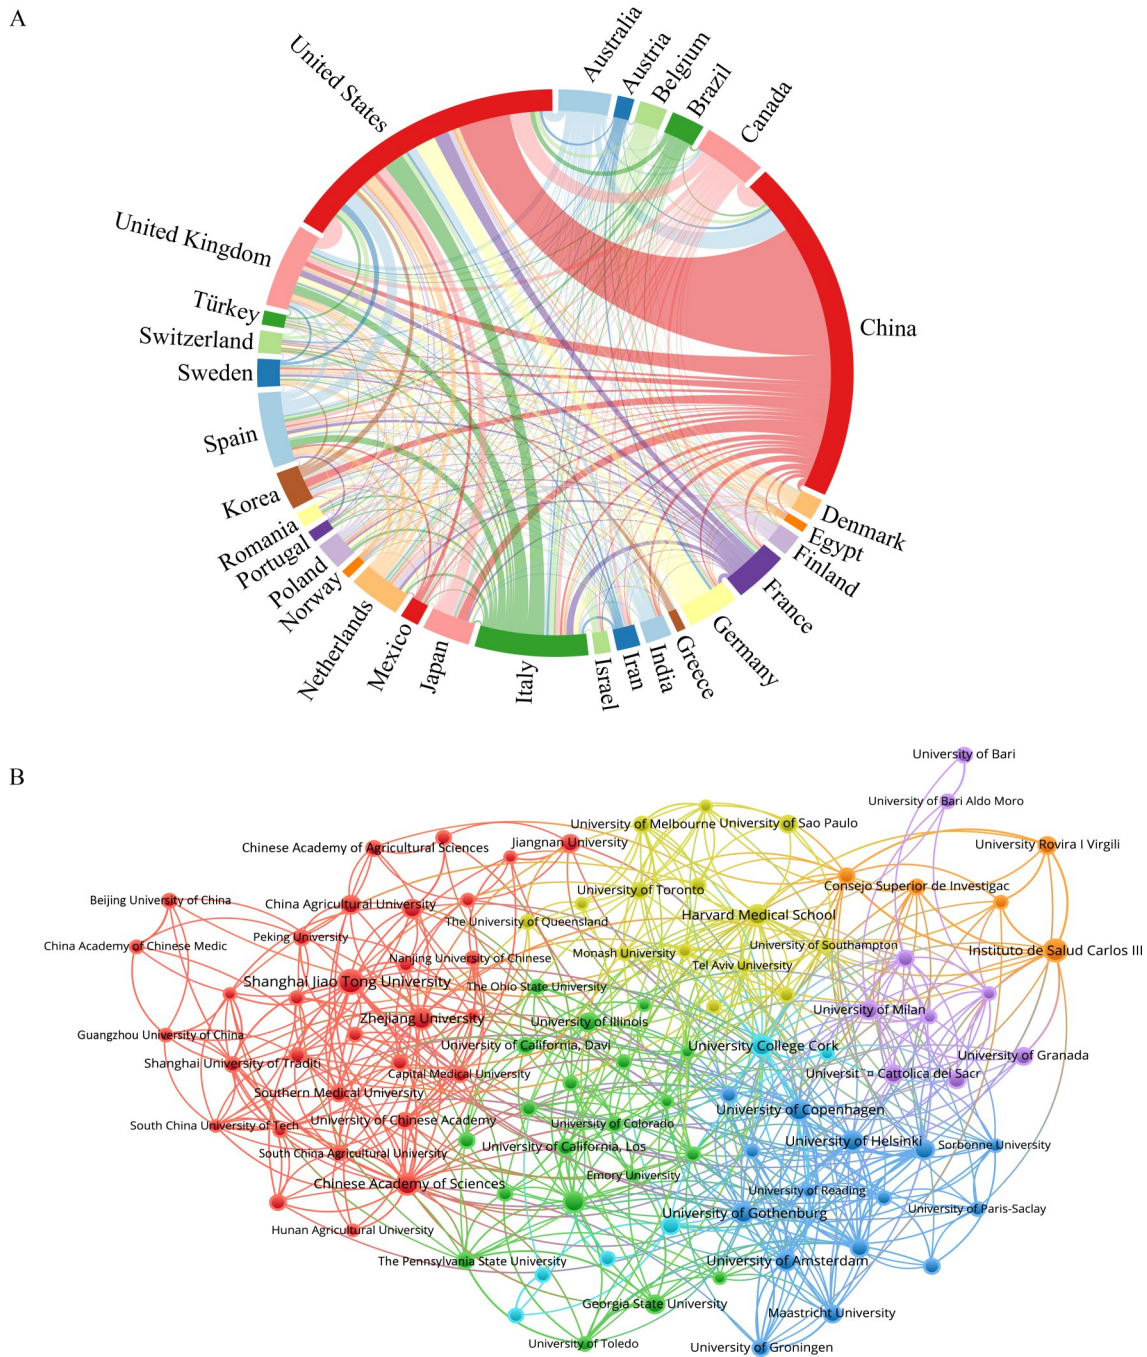 A
United States
Australia
Austria
Belgium
Brazil
Canada
China
United Kingdom
Türkey
Switzerland
Sweden
Spain
Korea
Romania
Portugal
Poland
Norway
Netherlands
Mexico
Japan
Italy
Israel
Iran
India
Greece
Germany
France
Finland
Egypt
Denmark
B
University of Bari
University of Bari Aldo Moro
University of Melbourne
University of Sao Paulo
Jiangnan University
Chinese Academy of Agricultural Sciences
University Rovira I Virgili
Consejo Superior de Investigac
University of Toronto
Beijing University of China
China Agricultural University
Harvard Medical School
The University of Queensland
Peking University
China Academy of Chinese Medic
University of Southampton
Instituto de Salud Carlos III
Monash University
Nanjing University of Chinese
Tel Aviv University
Shanghai Jiao Tong University
The Ohio State University
University of Milan
Zhejiang University
University of Illinois
Guangzhou University of China
University of California, Davi
University College Cork
University of Granada
Shanghai University of Traditi
Capital Medical University
Universit¨¤ Cattolica del Sacr
Southern Medical University
University of Copenhagen
University of Chinese Academy
University of Colorado
South China University of Tech
University of Helsinki
Sorbonne University
University of California, Los
South China Agricultural University
Emory University
Chinese Academy of Sciences
University of Reading
University of Paris-Saclay
University of Gothenburg
Hunan Agricultural University
The Pennsylvania State University
University of Amsterdam
Georgia State University
Maastricht University
University of Toledo
University of Groningen